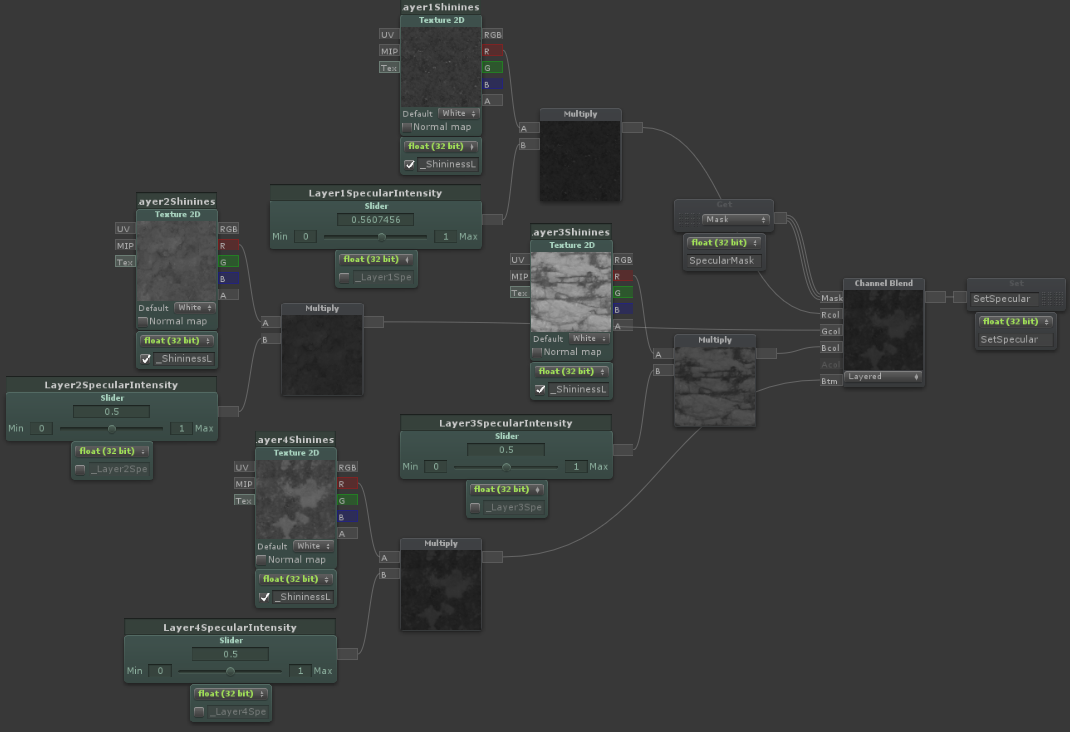 ayer1Shinines
Texture 2D
UV RGB
MIP R
Tex G
B
A
Default White
Normal map
float (32 bit)
_ShininessL
Multiply
A
B
Layer1SpecularIntensity
Slider
0.5607456
Min 0 1 Max
float (32 bit)
_Layer1Spe
ayer2Shinines
Texture 2D
UV RGB
MIP R
Tex G
B
A
Default White
Normal map
float (32 bit)
_ShininessL
Multiply
A
B
Layer2SpecularIntensity
Slider
0.5
Min 0 1 Max
float (32 bit)
_Layer2Spe
ayer3Shinines
Texture 2D
UV RGB
MIP R
Tex G
B
A
Default White
Normal map
float (32 bit)
_ShininessL
Multiply
A
B
Layer3SpecularIntensity
Slider
0.5
Min 0 1 Max
float (32 bit)
_Layer3Spe
ayer4Shinines
Texture 2D
UV RGB
MIP R
Tex G
B
A
Default White
Normal map
float (32 bit)
_ShininessL
Multiply
A
B
Layer4SpecularIntensity
Slider
0.5
Min 0 1 Max
float (32 bit)
_Layer4Spe
Get
Mask
float (32 bit)
SpecularMask
Channel Blend
Mask
Rcol
Gcol
Bcol
Acol
Btm
Layered
Set
SetSpecular
float (32 bit)
SetSpecular